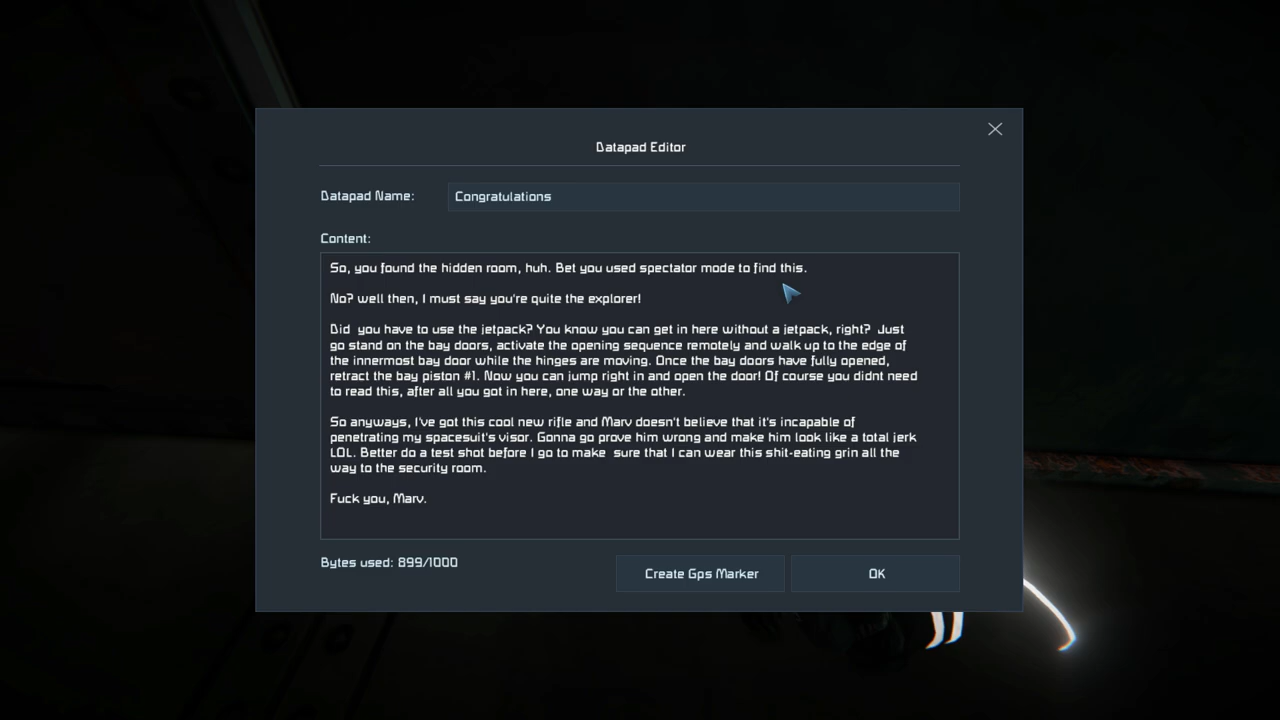 Datapad Editor
Datapad Name: Congratulations
Content:
So, you found the hidden room, huh. Bet you used spectator mode to find this.
No? well then, I must say you're quite the explorer!
Did  you have to use the jetpack? You know you can get in here without a jetpack, right?  Just
go stand on the bay doors, activate the opening sequence remotely and walk up to the edge of
the innermost bay door while the hinges are moving. Once the bay doors have fully opened,
retract the bay piston #1. Now you can jump right in and open the door! Of course you didnt need
to read this, after all you got in here, one way or the other.
So anyways, I've got this cool new rifle and Marv doesn't believe that it's incapable of
penetrating my spacesuit's visor. Gonna go prove him wrong and make him look like a total jerk
LOL. Better do a test shot before I go to make  sure that I can wear this shit-eating grin all the
way to the security room.
Fuck you, Marv.
Bytes used: 899/1000
Create Gps Marker
OK